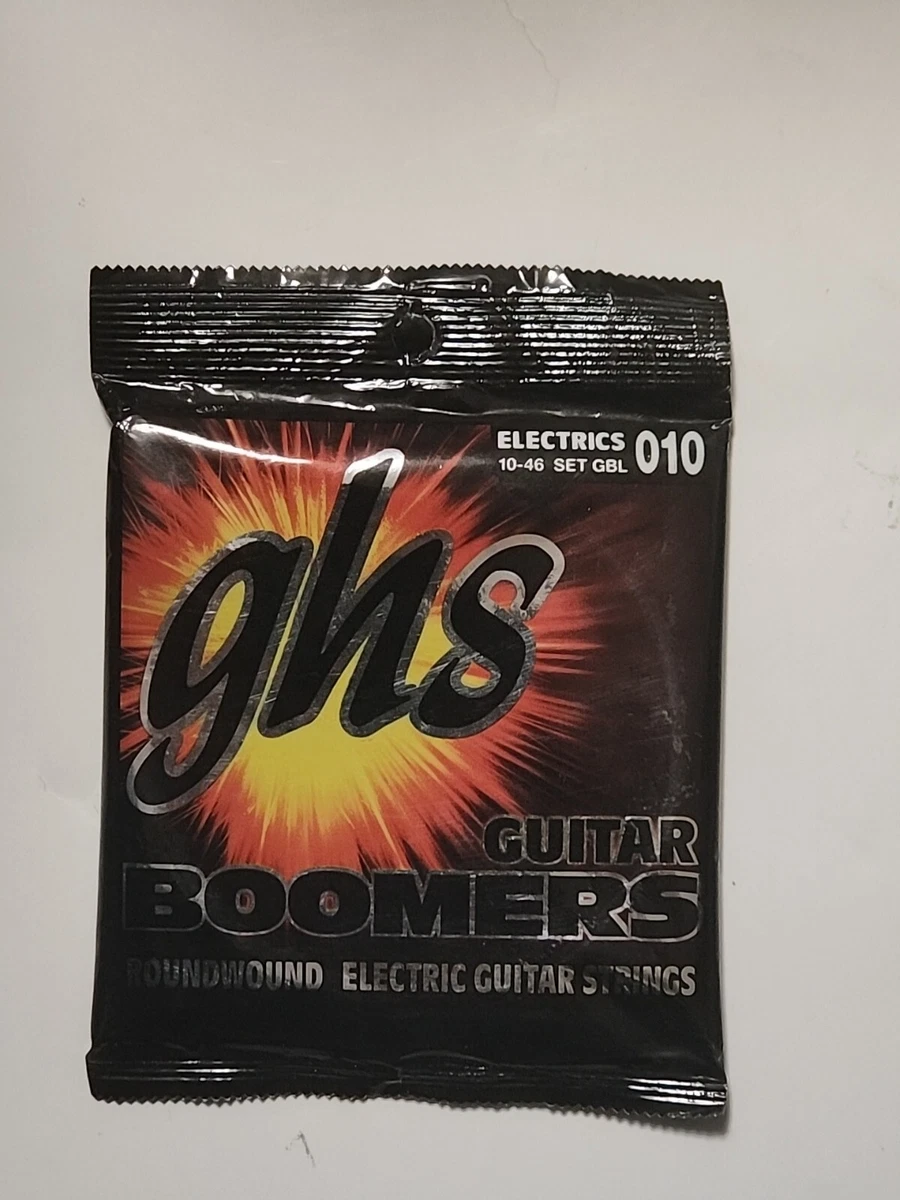 ELECTRICS 010
10-46 SET GBL
ghs
GUITAR
BOOMERS
ROUNDWOUND ELECTRIC GUITAR STRINGS